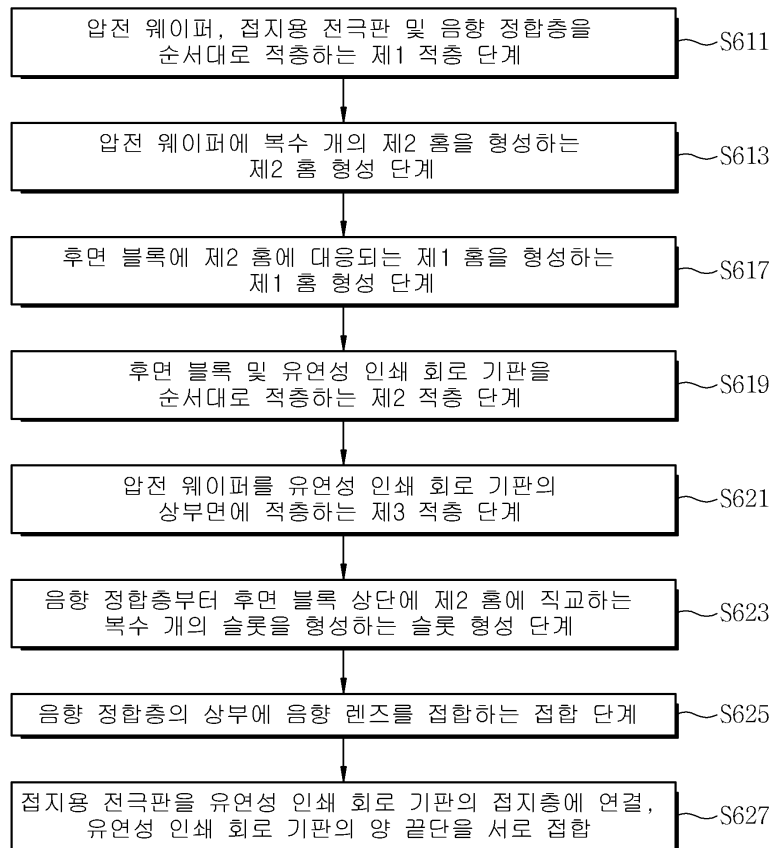 압전 웨이퍼, 접지용 전극판 및 음향 정합층을
순서대로 적층하는 제1 적층 단계
S611
압전 웨이퍼에 복수 개의 제2 홈을 형성하는
제2 홈 형성 단계
S613
후면 블록에 제2 홈에 대응되는 제1 홈을 형성하는
제1 홈 형성 단계
S617
후면 블록 및 유연성 인쇄 회로 기판을
순서대로 적층하는 제2 적층 단계
S619
압전 웨이퍼를 유연성 인쇄 회로 기판의
상부면에 적층하는 제3 적층 단계
S621
음향 정합층부터 후면 블록 상단에 제2 홈에 직교하는
복수 개의 슬롯을 형성하는 슬롯 형성 단계
S623
음향 정합층의 상부에 음향 렌즈를 접합하는 접합 단계
S625
접지용 전극판을 유연성 인쇄 회로 기판의 접지층에 연결,
유연성 인쇄 회로 기판의 양 끝단을 서로 접합
S627